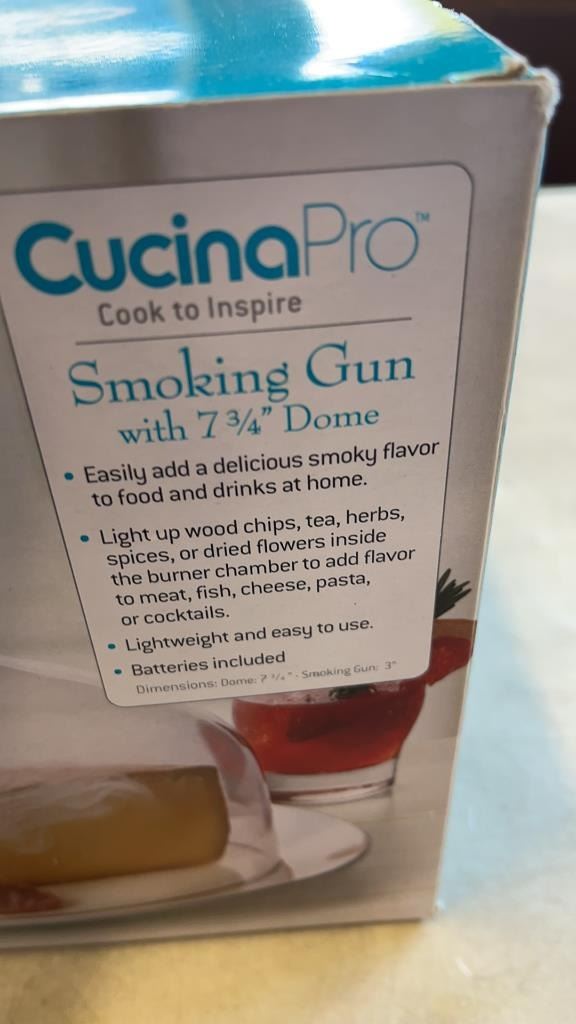 CucinaPro™
Cook to Inspire
Smoking Gun
with 7 ¾" Dome
• Easily add a delicious smoky flavor
to food and drinks at home.
• Light up wood chips, tea, herbs,
spices, or dried flowers inside
the burner chamber to add flavor
to meat, fish, cheese, pasta,
or cocktails.
• Lightweight and easy to use.
• Batteries included
Dimensions: Dome: 7 ¾" · Smoking Gun: 3"